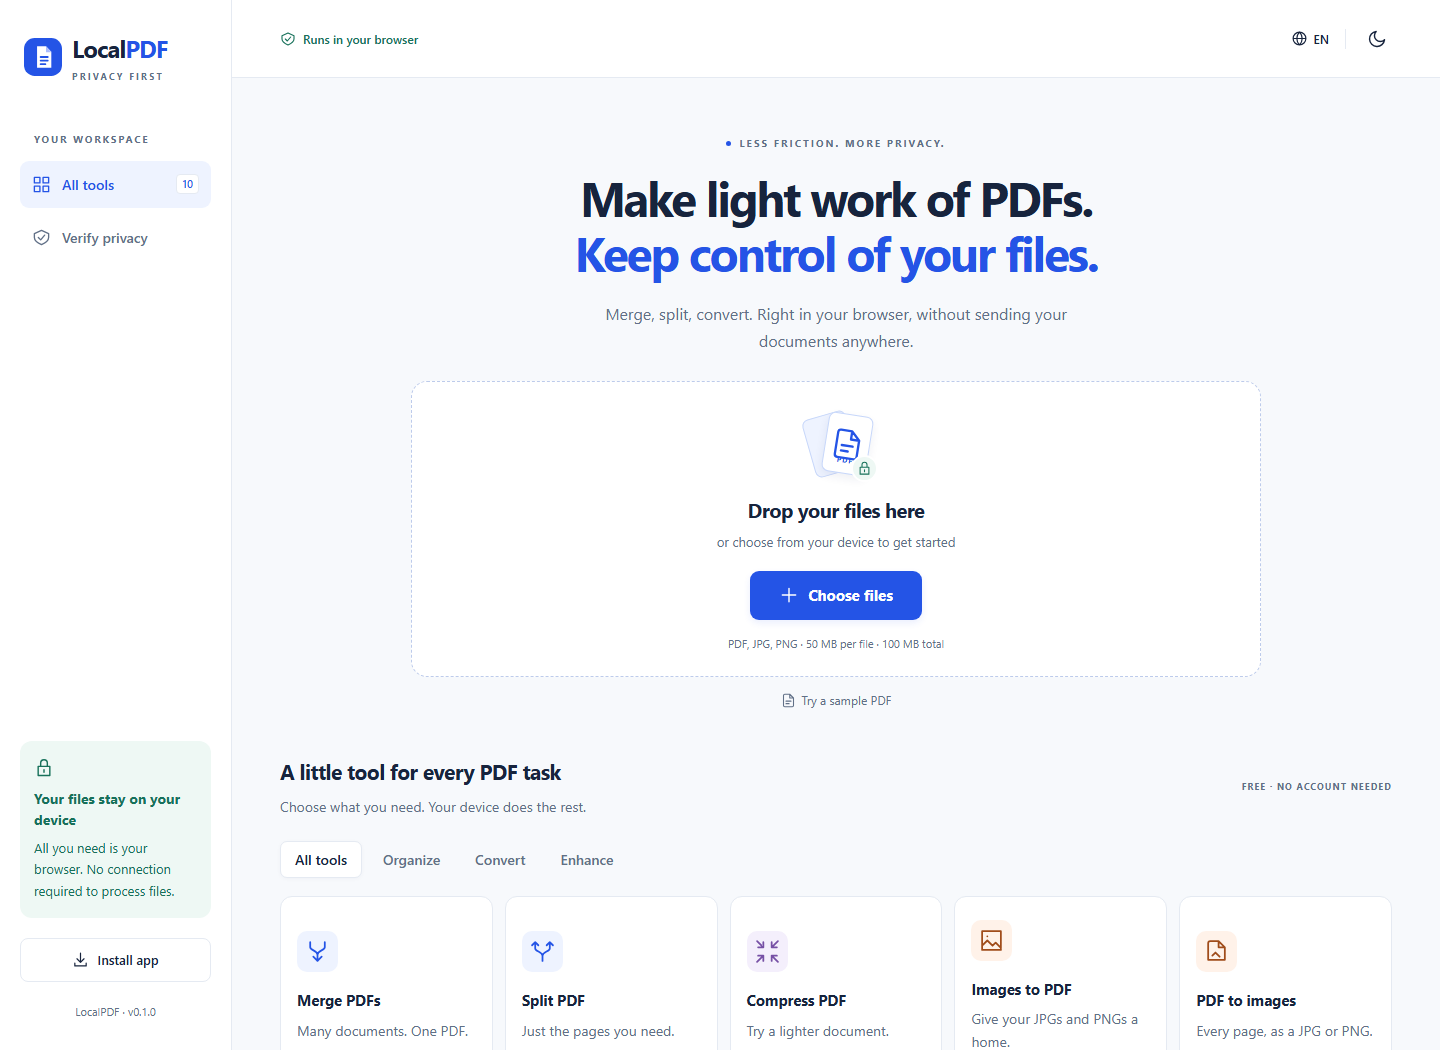 LocalPDF
PRIVACY FIRST
YOUR WORKSPACE
All tools
10
Verify privacy
Your files stay on your
device
All you need is your
browser. No connection
required to process files.
Install app
LocalPDF · v0.1.0
Runs in your browser
EN
LESS FRICTION. MORE PRIVACY.
Make light work of PDFs.
Keep control of your files.
Merge, split, convert. Right in your browser, without sending your
documents anywhere.
PDF
Drop your files here
or choose from your device to get started
Choose files
PDF, JPG, PNG · 50 MB per file · 100 MB total
Try a sample PDF
A little tool for every PDF task
Choose what you need. Your device does the rest.
FREE · NO ACCOUNT NEEDED
All tools
Organize
Convert
Enhance
Merge PDFs
Many documents. One PDF.
Split PDF
Just the pages you need.
Compress PDF
Try a lighter document.
Images to PDF
Give your JPGs and PNGs a
home.
PDF to images
Every page, as a JPG or PNG.